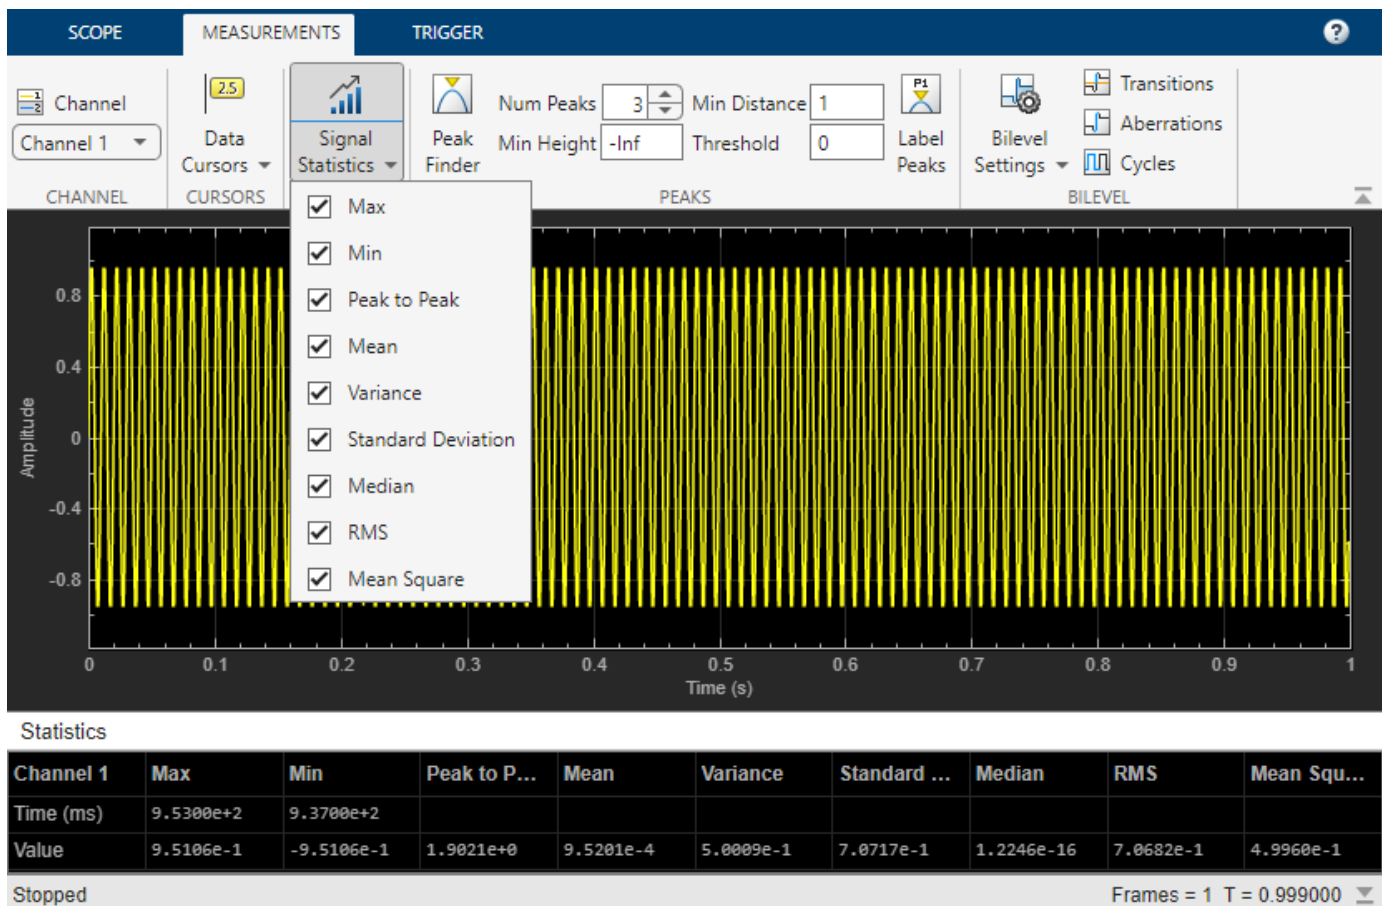 SCOPE MEASUREMENTS TRIGGER ?
1 2 Channel 2.5 P1 Transitions
Num Peaks 3 Min Distance 1
Channel 1 Data Signal Peak Min Height -Inf Threshold 0 Label Bilevel Aberrations
Cursors Statistics Finder Peaks Settings Cycles
CHANNEL CURSORS PEAKS BILEVEL
Max
Min
Peak to Peak
Mean
Variance
Standard Deviation
Median
RMS
Mean Square
0.8
0.4
0
-0.4
-0.8
Amplitude
0 0.1 0.2 0.3 0.4 0.5 0.6 0.7 0.8 0.9 1
Time (s)
Statistics
Channel 1 Max Min Peak to P... Mean Variance Standard ... Median RMS Mean Squ...
Time (ms) 9.5300e+2 9.3700e+2
Value 9.5106e-1 -9.5106e-1 1.9021e+0 9.5201e-4 5.0009e-1 7.0717e-1 1.2246e-16 7.0682e-1 4.9960e-1
Stopped Frames = 1 T = 0.999000